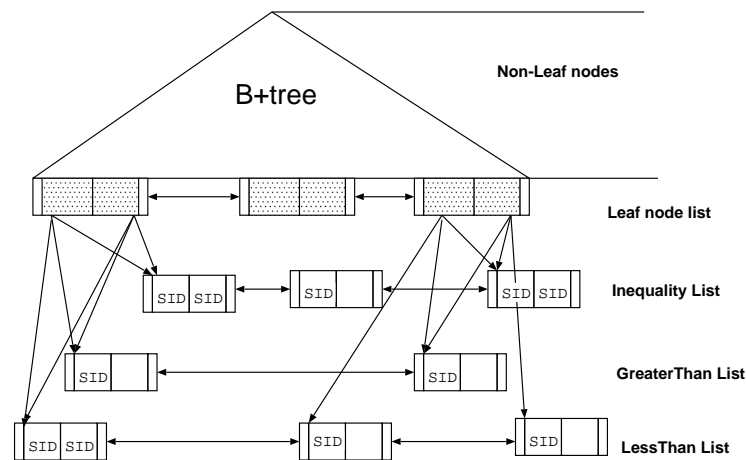 Non-Leaf nodes
B+tree
Leaf node list
SID SID SID SID SID Inequality List
SID SID GreaterThan List
SID SID SID SID LessThan List